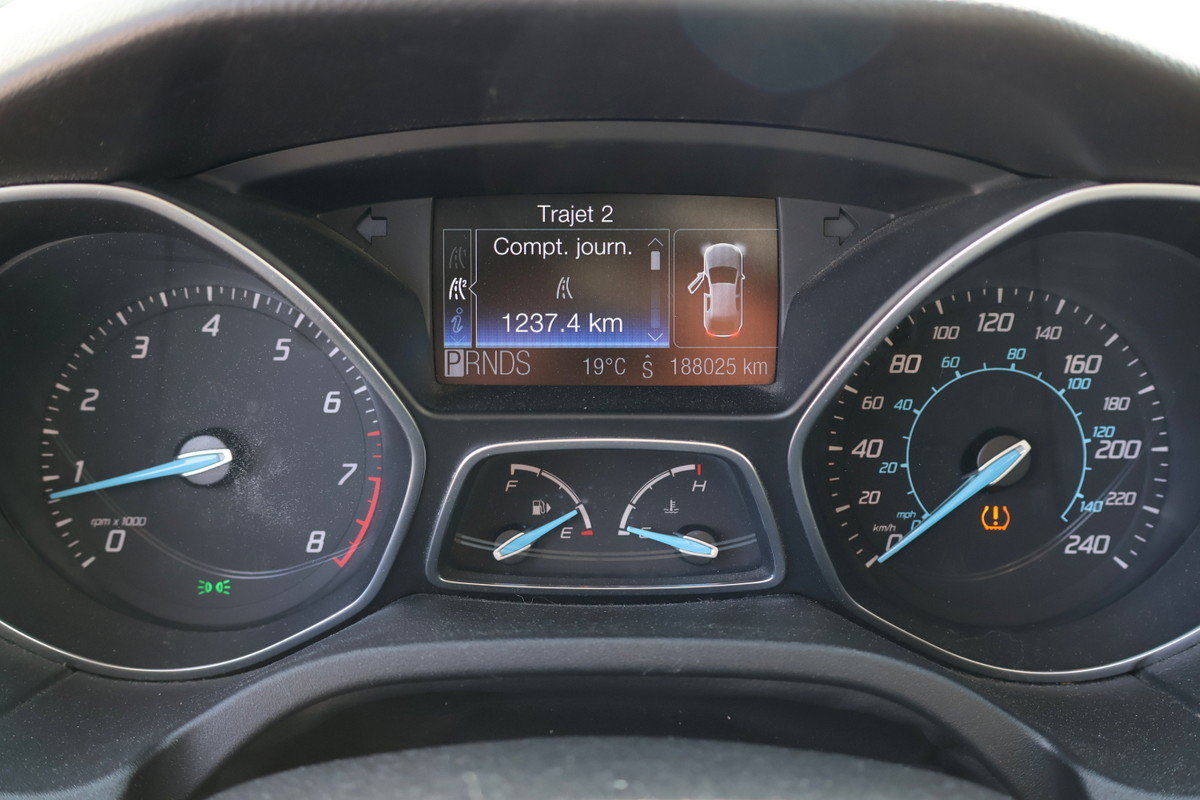 Trajet 2
Compt. journ.
1237.4 km
PRNDS 19°C Ŝ 188025 km
0 1 2 3 4 5 6 7 8
rpm x 1000
F E
H C
0 20 40 60 80 100 120 140 160 180 200 220 240
km/h
0 20 40 60 80 100 120 140
mph